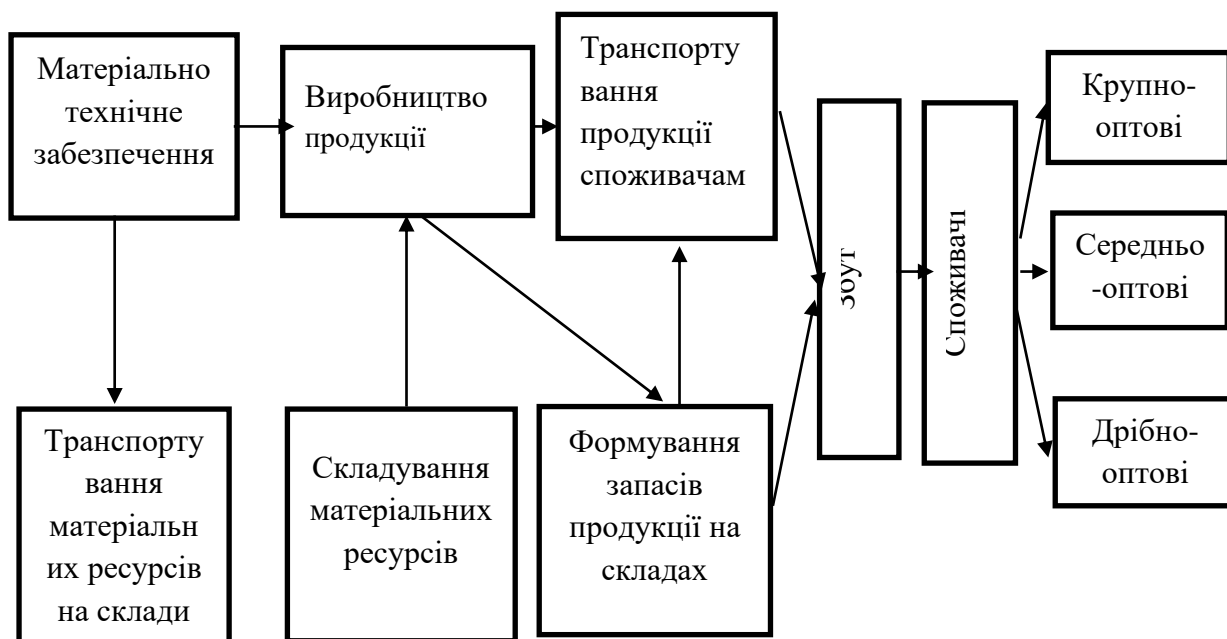 Матеріально
технічне
забезпечення
Виробництво
продукції
Транспорту
вання
продукції
споживачам
Збут
Споживачі
Крупно-
оптові
Середньо
-оптові
Дрібно-
оптові
Транспорту
вання
матеріальн
их ресурсів
на склади
Складування
матеріальних
ресурсів
Формування
запасів
продукції на
складах